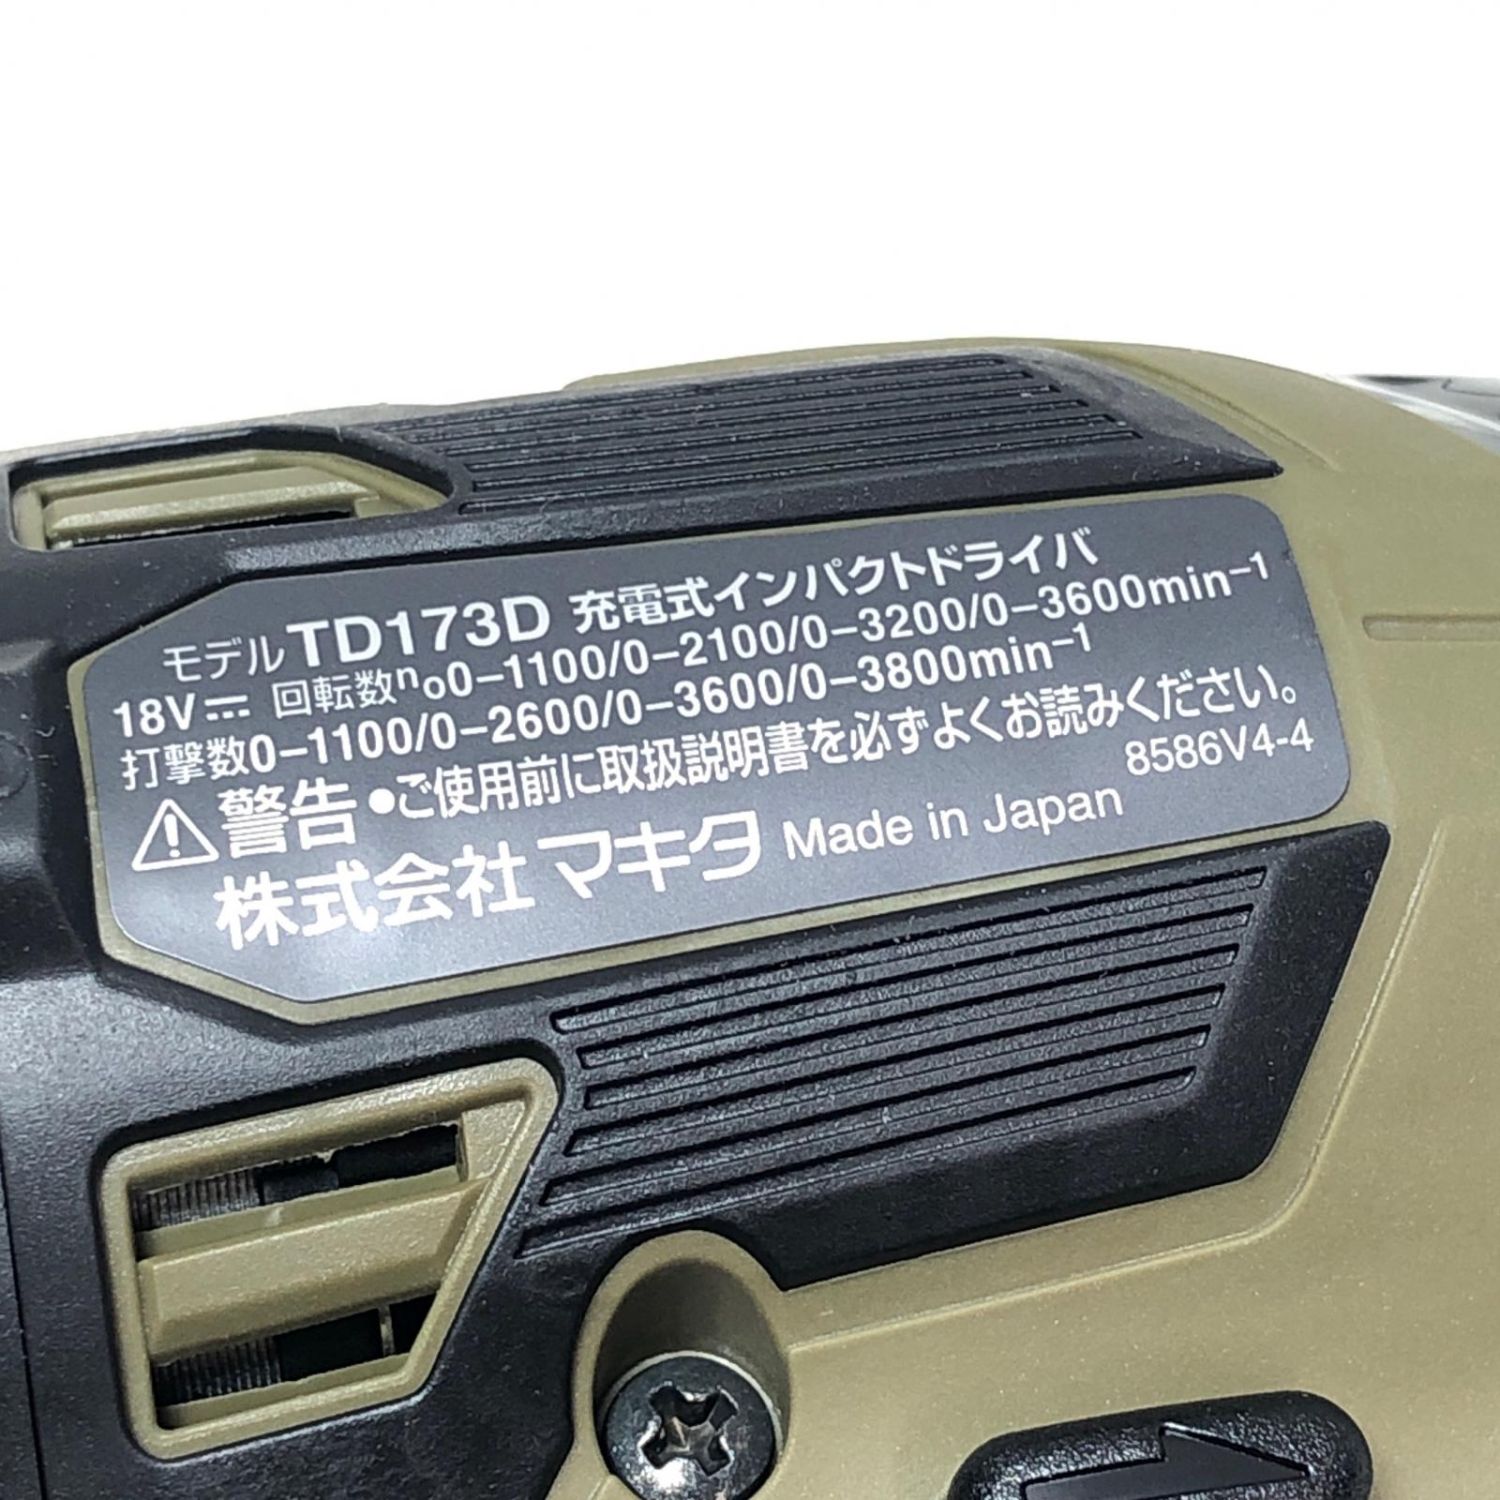 モデルTD173D 充電式インパクトドライバ
18V⎓ 回転数n₀0-1100/0-2100/0-3200/0-3600min⁻¹
打撃数0-1100/0-2600/0-3600/0-3800min⁻¹
⚠警告 ●ご使用前に取扱説明書を必ずよくお読みください。
株式会社マキタ Made in Japan 8586V4-4